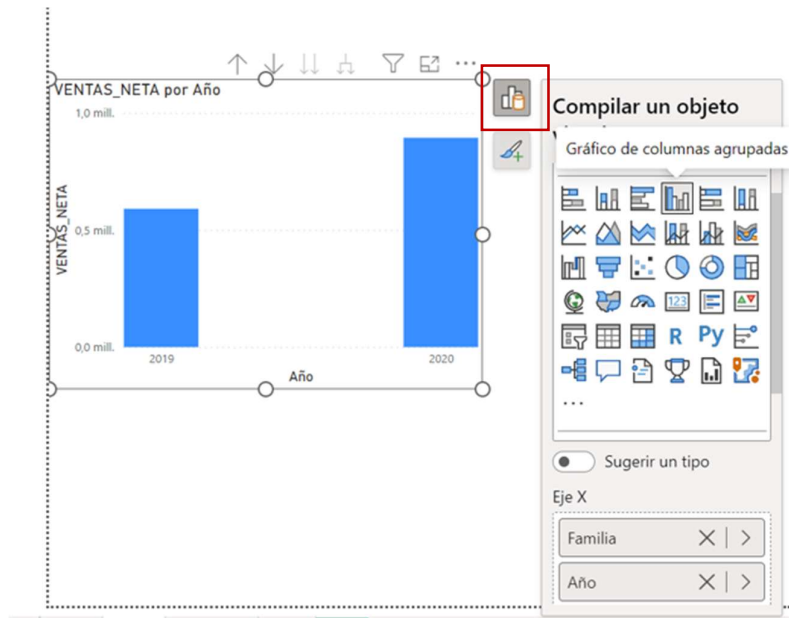 VENTAS_NETA por Año
1,0 mill.
0,5 mill.
0,0 mill.
VENTAS_NETA
2019
2020
Año
Compilar un objeto
Gráfico de columnas agrupadas
123
R
Py
...
Sugerir un tipo
Eje X
Familia
Año